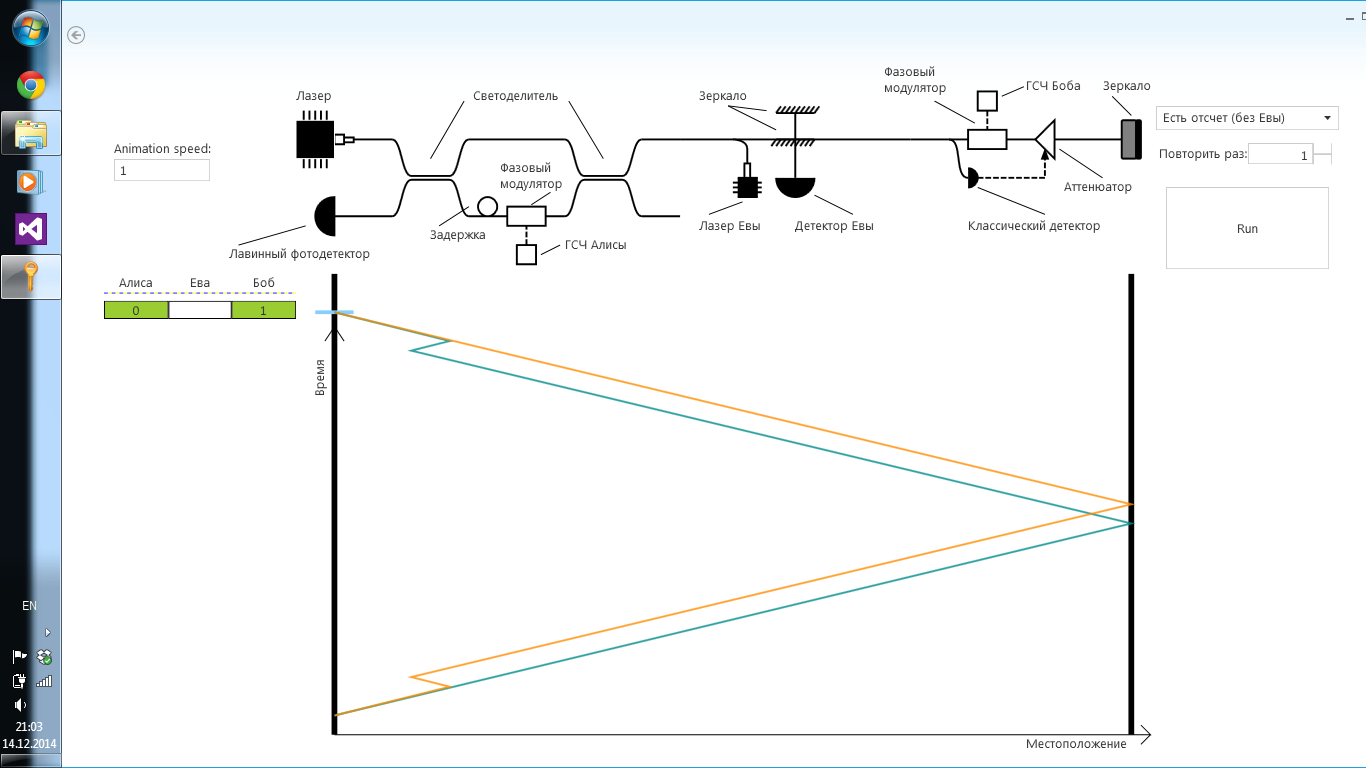 Фазовый
модулятор
ГСЧ Боба
Зеркало
Лазер
Светоделитель
Зеркало
Есть отсчет (без Евы)
Animation speed:
1
Повторить раз:
1
Фазовый
модулятор
Аттенюатор
Задержка
ГСЧ Алисы
Лазер Евы
Детектор Евы
Классический детектор
Run
Лавинный фотодетектор
Алиса
Ева
Боб
0
1
Время
Местоположение
EN
21:03
14.12.2014